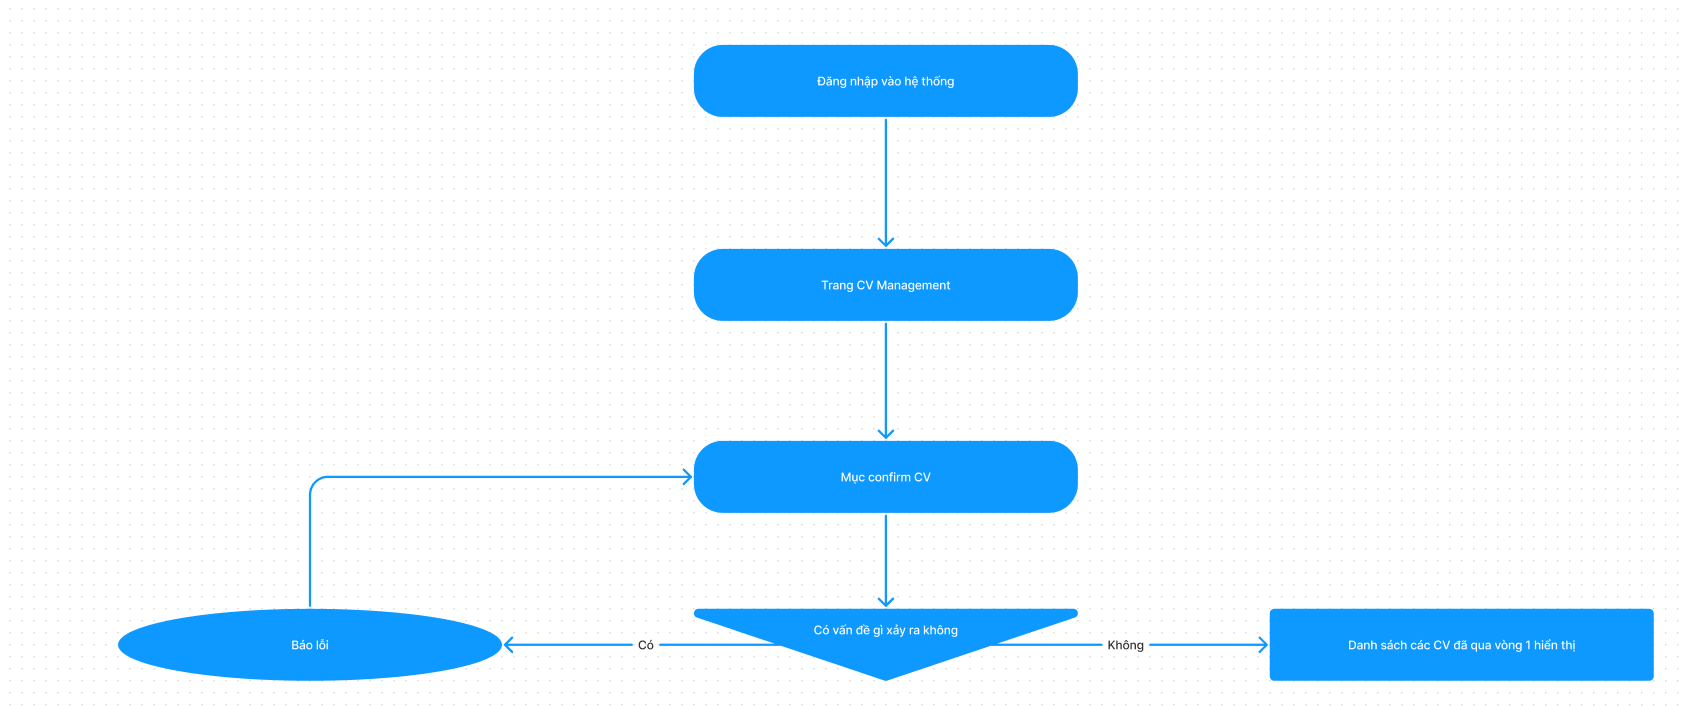 Đăng nhập vào hệ thống
Trang CV Management
Mục confirm CV
Có vấn đề gì xảy ra không
Báo lỗi
Có
Không
Danh sách các CV đã qua vòng 1 hiển thị